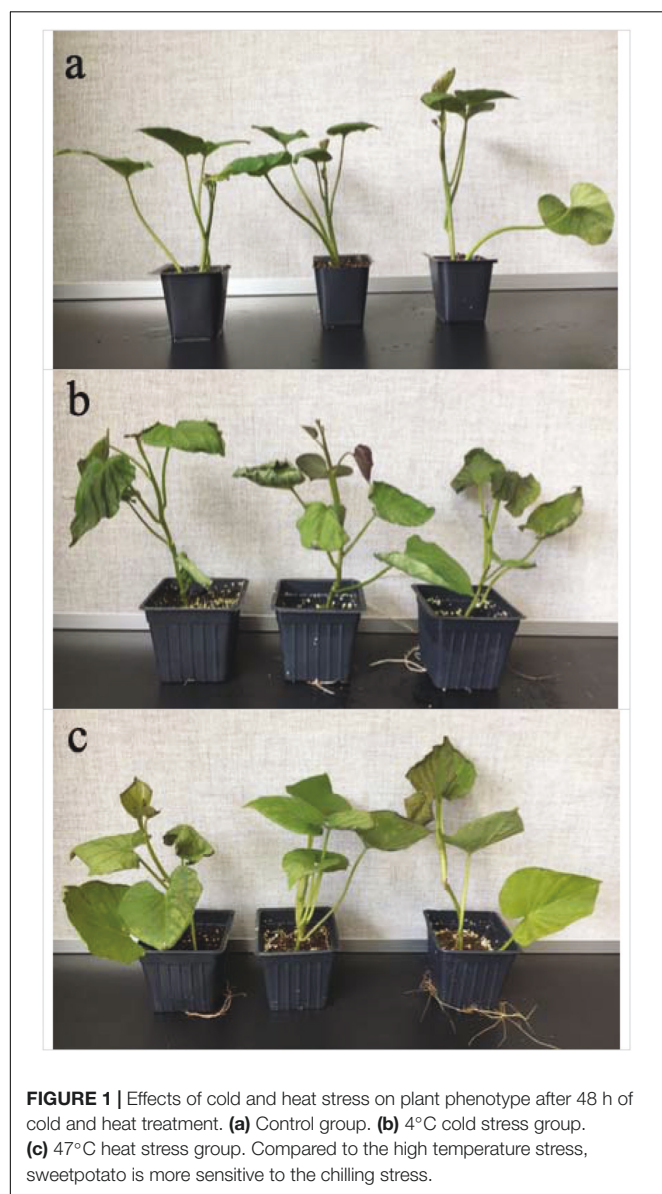 a
b
c
FIGURE 1 | Effects of cold and heat stress on plant phenotype after 48 h of
cold and heat treatment. (a) Control group. (b) 4°C cold stress group.
(c) 47°C heat stress group. Compared to the high temperature stress,
sweetpotato is more sensitive to the chilling stress.